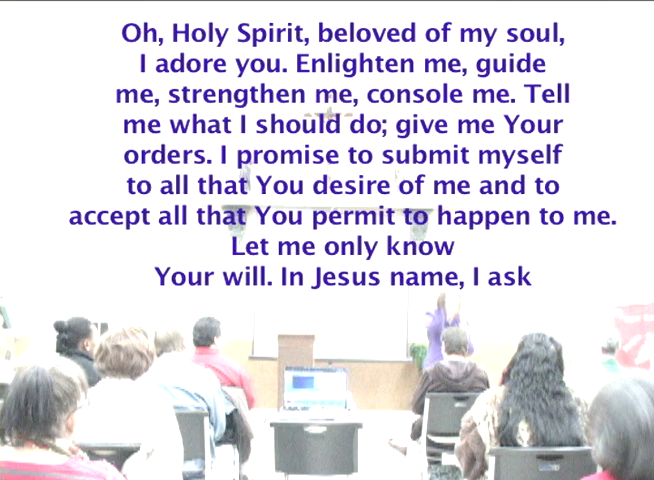 Oh, Holy Spirit, beloved of my soul,
I adore you. Enlighten me, guide
me, strengthen me, console me. Tell
me what I should do; give me Your
orders. I promise to submit myself
to all that You desire of me and to
accept all that You permit to happen to me.
Let me only know
Your will. In Jesus name, I ask